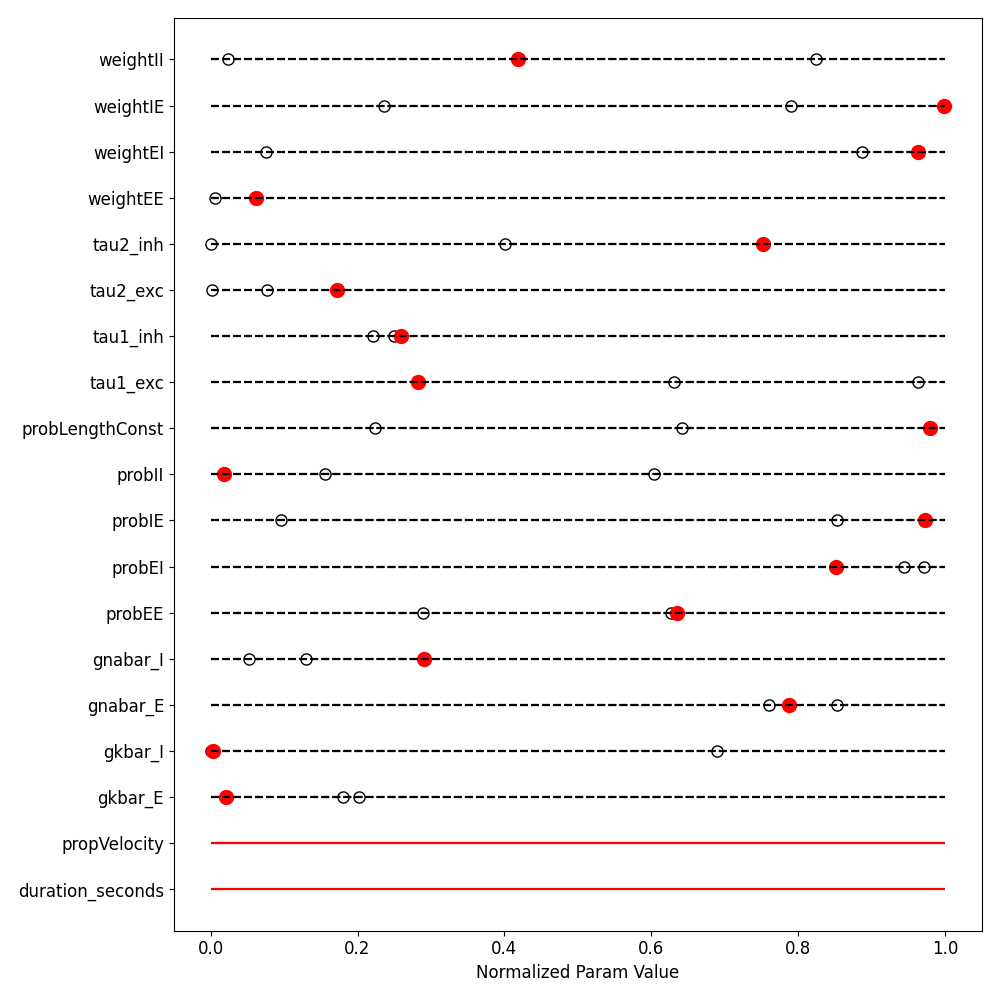 weightII
weightIE
weightEI
weightEE
tau2_inh
tau2_exc
tau1_inh
tau1_exc
probLengthConst
probII
probIE
probEI
probEE
gnabar_I
gnabar_E
gkbar_I
gkbar_E
propVelocity
duration_seconds
0.0 0.2 0.4 0.6 0.8 1.0
Normalized Param Value